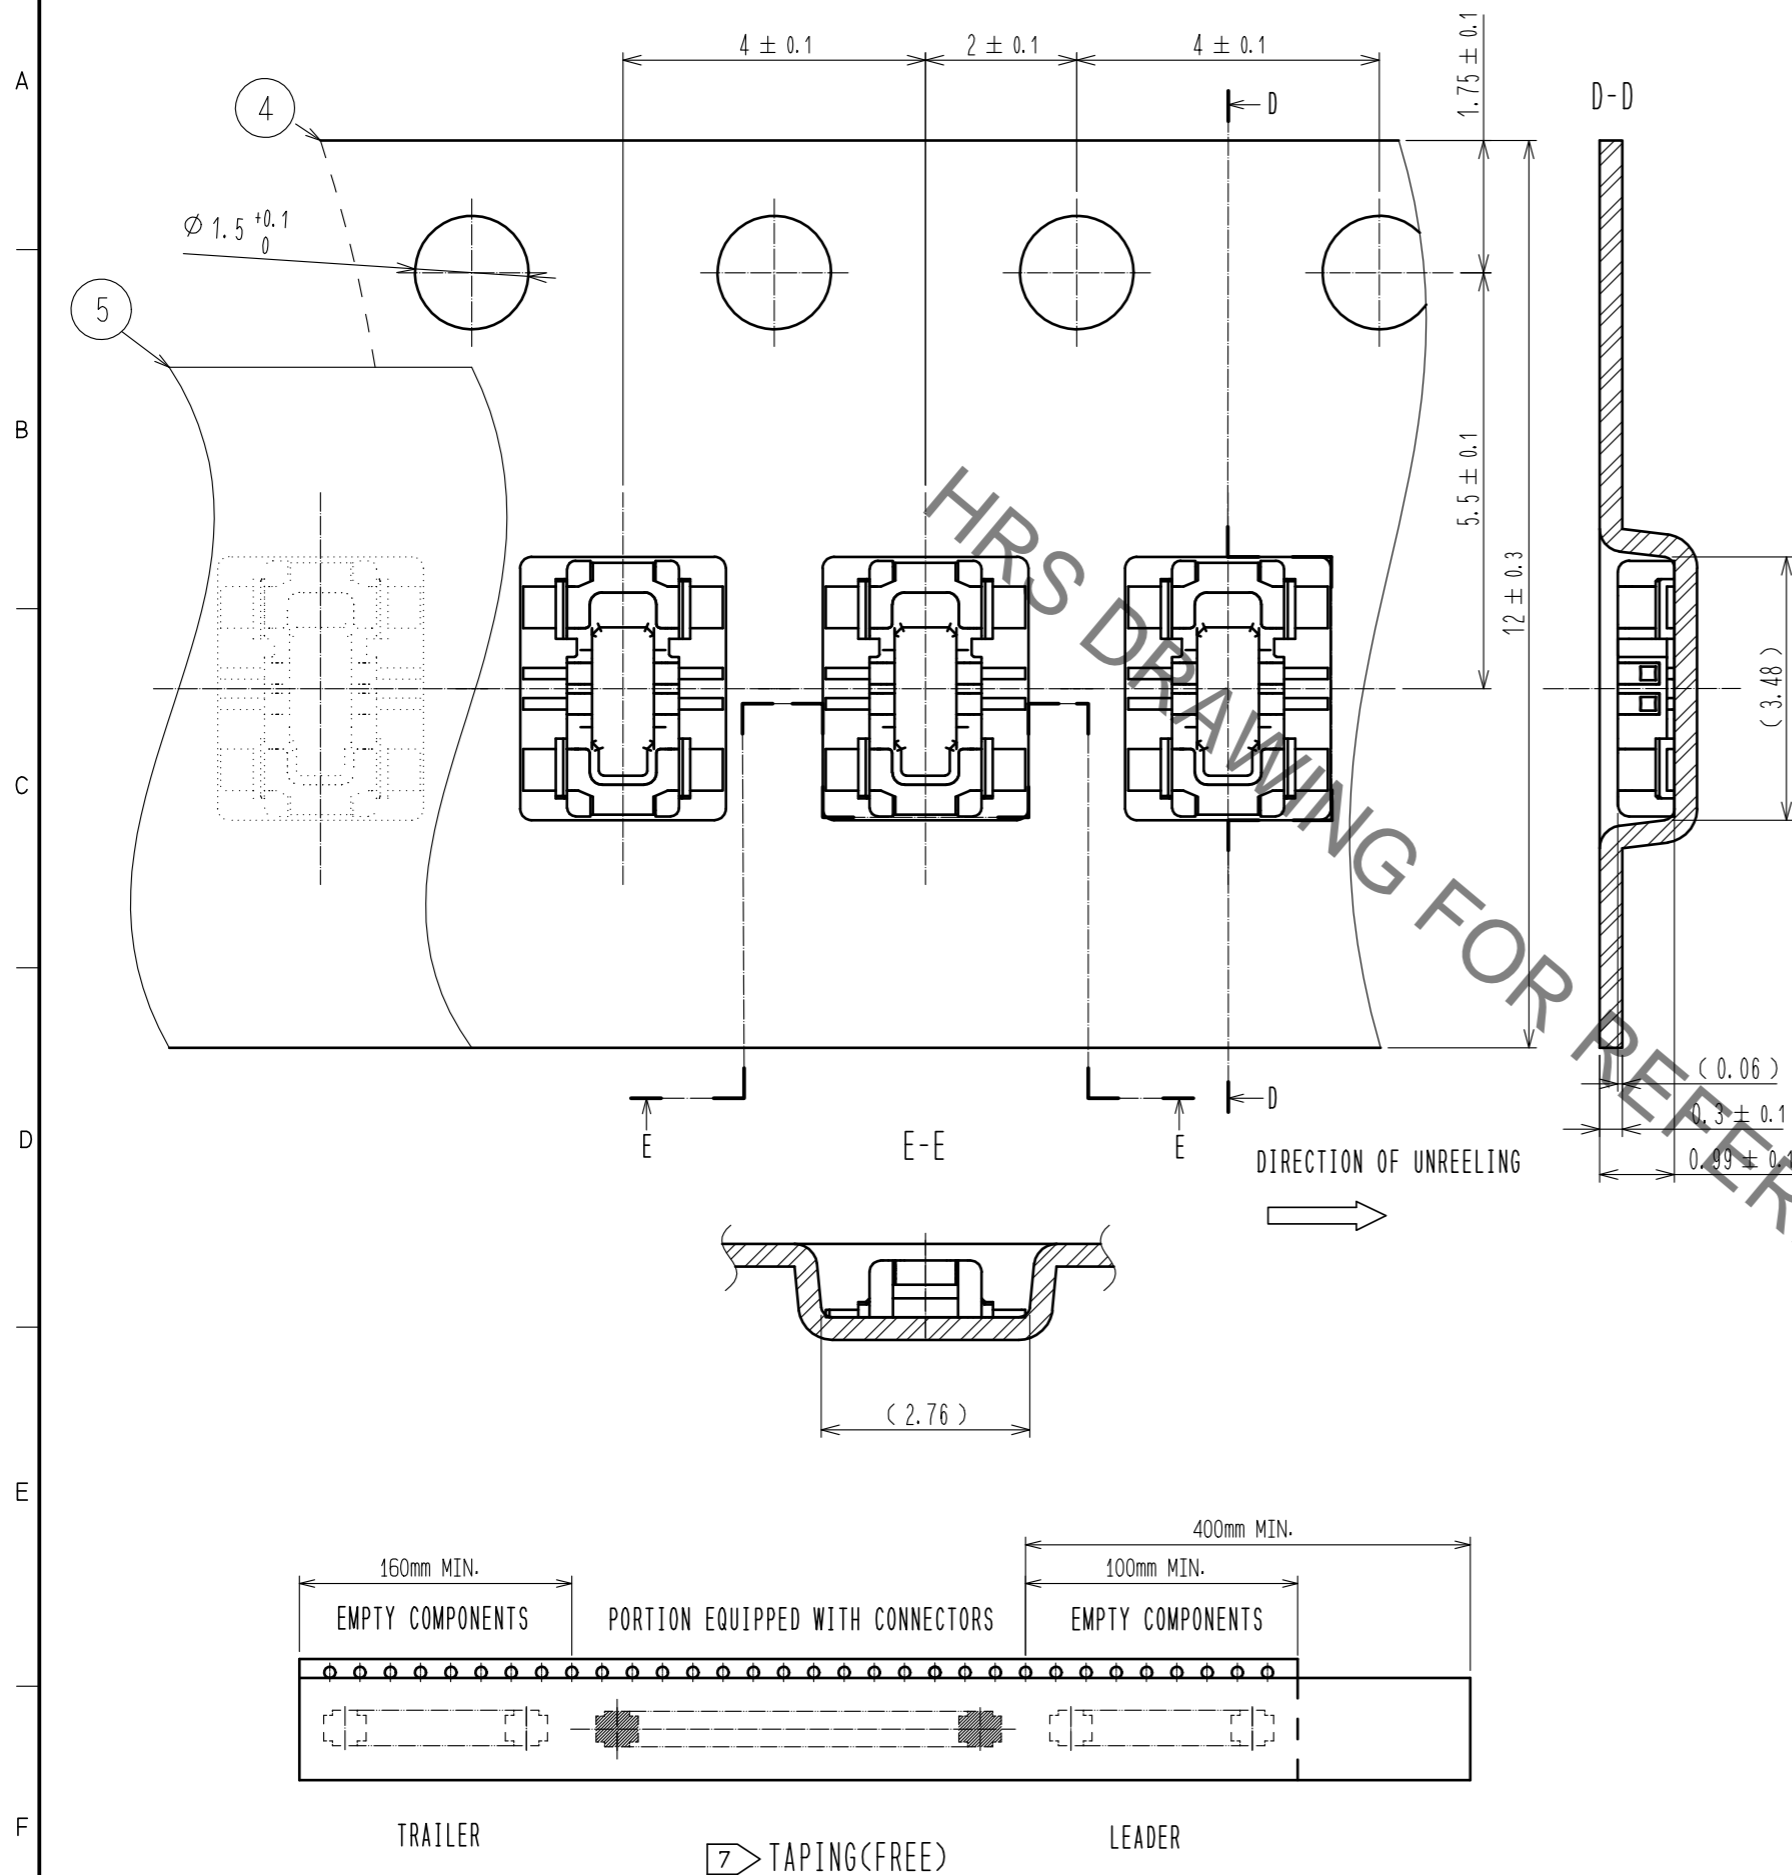 4 ± 0.1
2 ± 0.1
4 ± 0.1
1.75 ± 0.1
A
4
D
D-D
Ø 1.5 +0.1 0
5
B
5.5 ± 0.1
12 ± 0.3
(3.48)
C
HRS DRAWING FOR REFER
(0.06)
0.3 ± 0.1
0.99 ± 0.1
D
E
E-E
E
D
DIRECTION OF UNREELING
(2.76)
E
400mm MIN.
160mm MIN.
100mm MIN.
EMPTY COMPONENTS
PORTION EQUIPPED WITH CONNECTORS
EMPTY COMPONENTS
F
TRAILER
LEADER
7 TAPING(FREE)